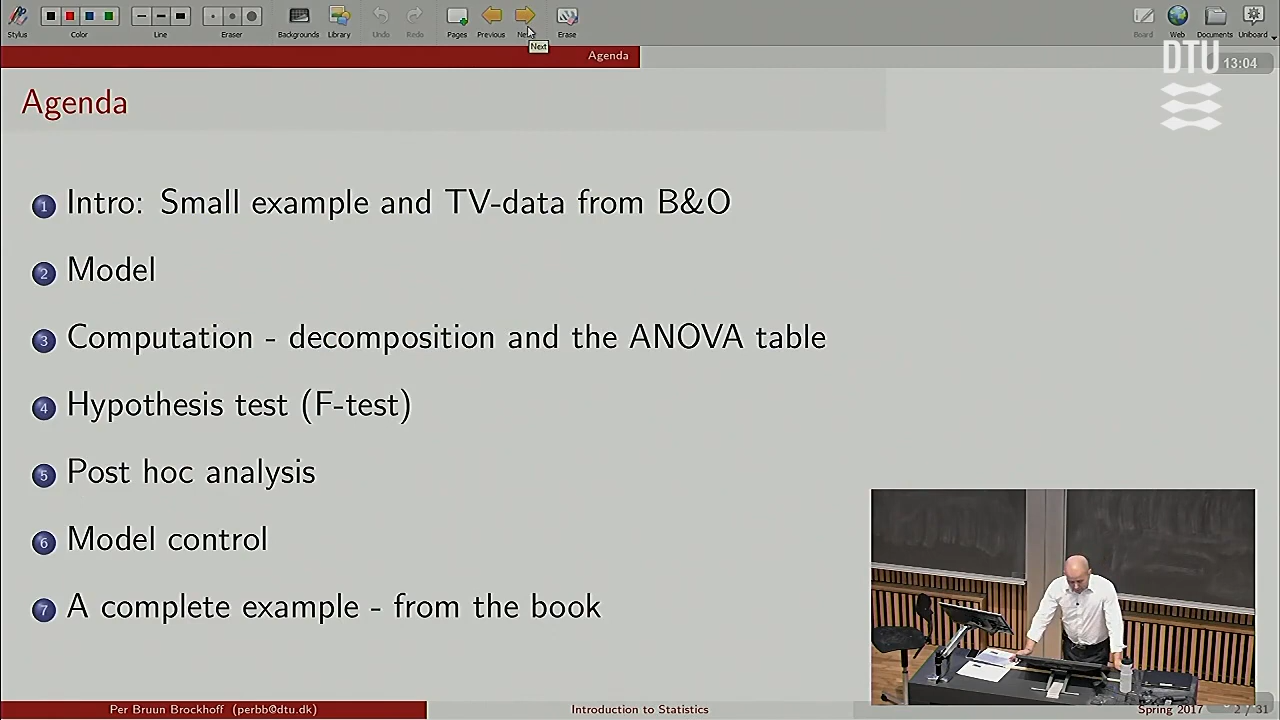 Stylus
Color
Line
Eraser
Backgrounds
Library
Undo
Redo
Pages
Previous
Erase
Board
Web
Documents
Uniboard
Next
Agenda
DTU
13:04
Agenda
1 Intro: Small example and TV-data from B&O
2 Model
3 Computation - decomposition and the ANOVA table
4 Hypothesis test (F-test)
5 Post hoc analysis
6 Model control
7 A complete example - from the book
Per Bruun Brockhoff (perbb@dtu.dk)
Introduction to Statistics
Spring 2017
2 / 31